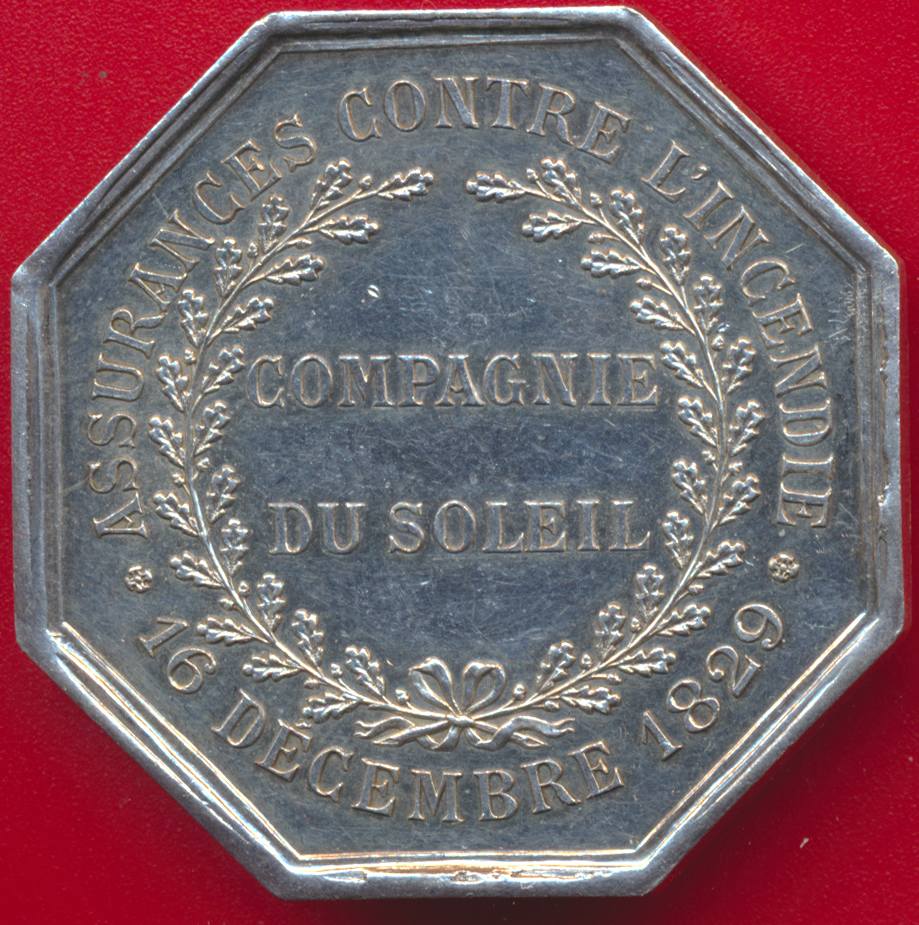 ASSURANCES CONTRE L'INCENDIE
COMPAGNIE
DU SOLEIL
16 DÉCEMBRE 1829